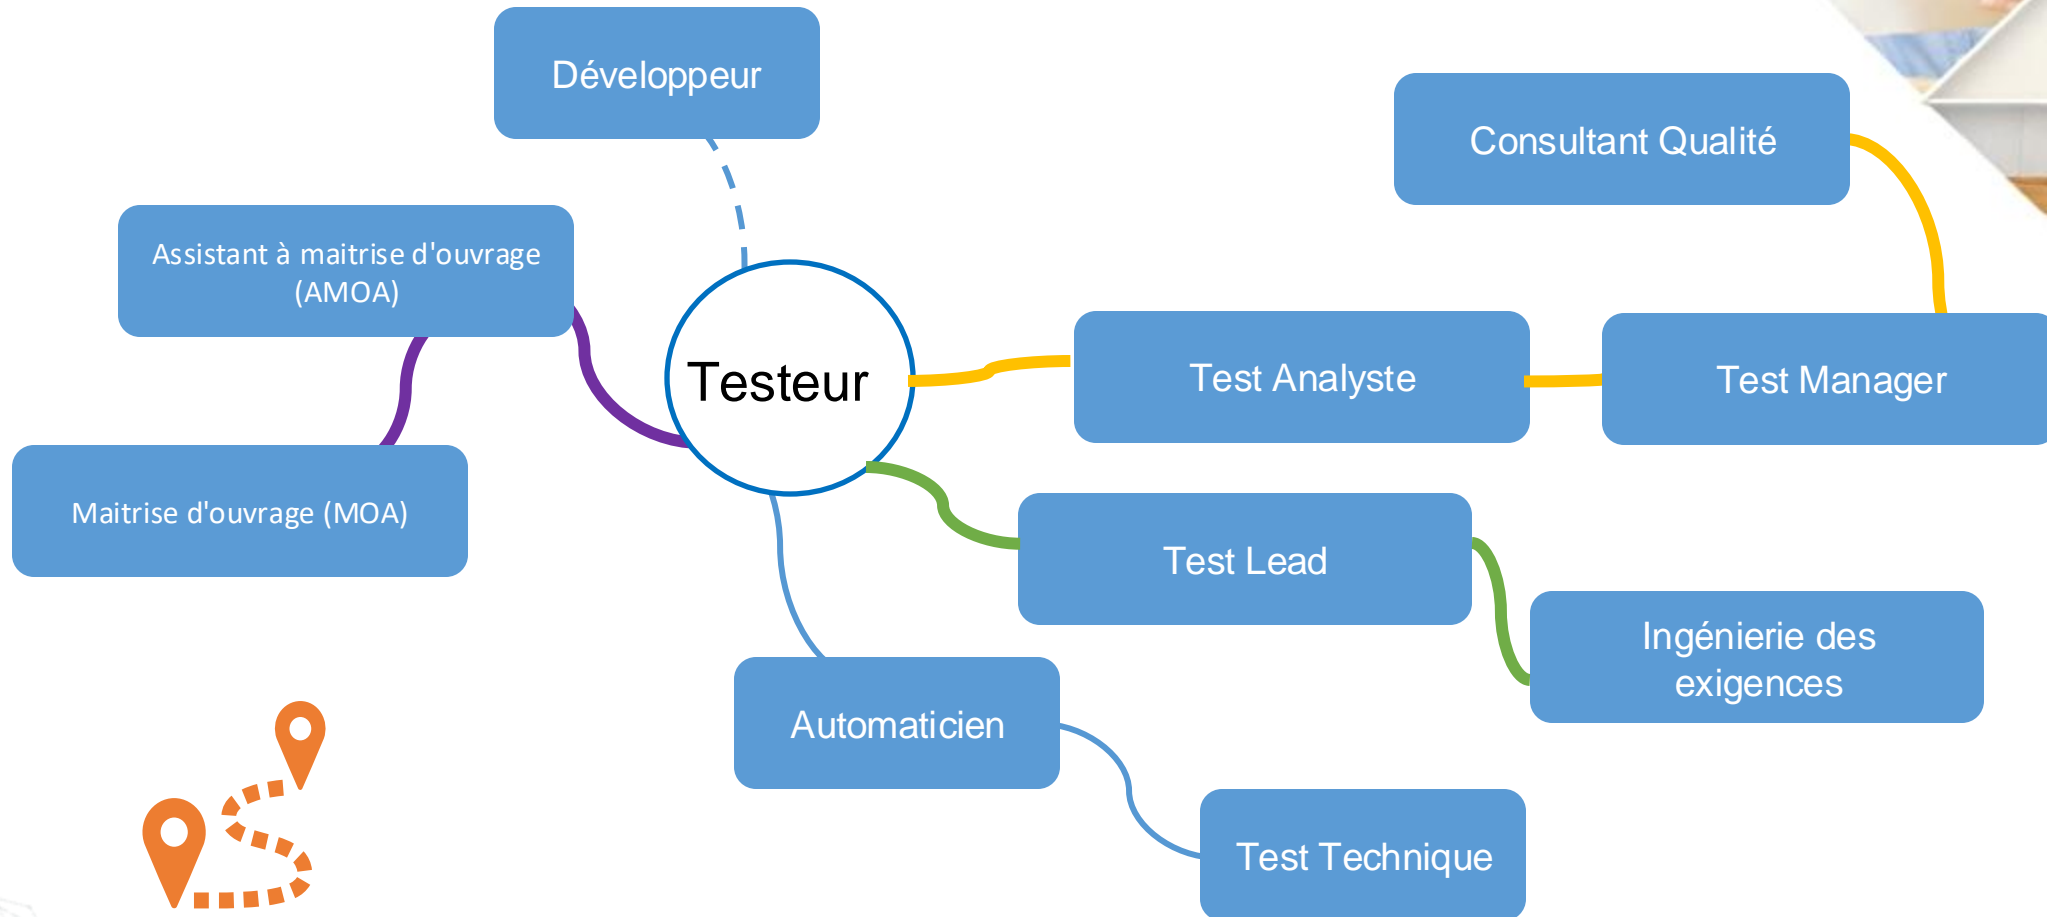 Développeur
Consultant Qualité
Assistant à maitrise d'ouvrage
(AMOA)
Testeur
Test Analyste
Test Manager
Maitrise d'ouvrage (MOA)
Test Lead
Ingénierie des
exigences
Automaticien
Test Technique